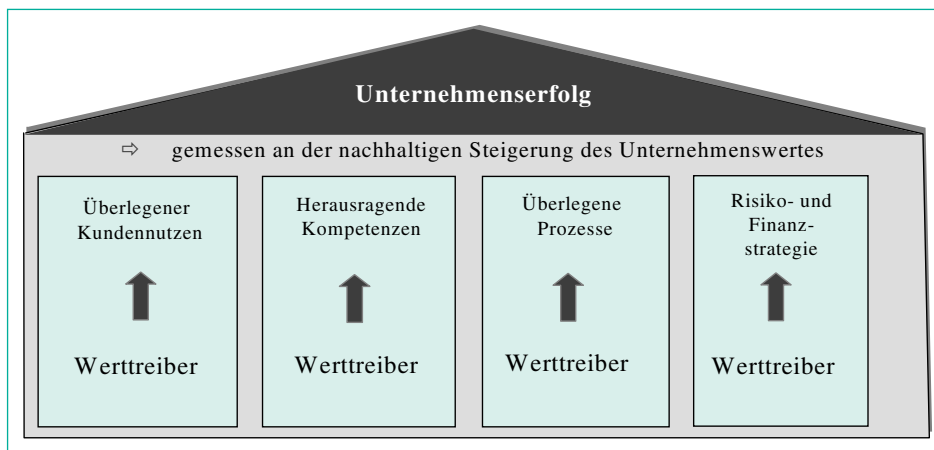 Unternehmenserfolg
⇨ gemessen an der nachhaltigen Steigerung des Unternehmenswertes
Überlegener
Kundennutzen
Werttreiber
Herausragende
Kompetenzen
Werttreiber
Überlegene
Prozesse
Werttreiber
Risiko- und
Finanz-
strategie
Werttreiber